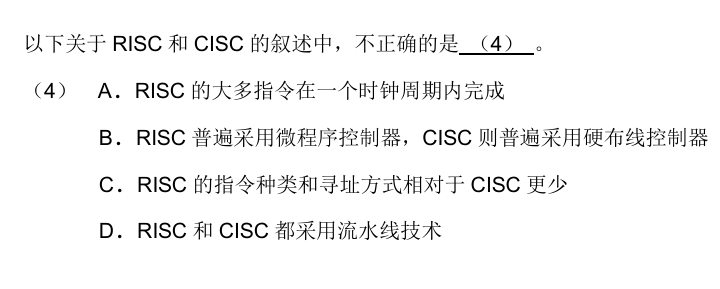 以下关于 RISC 和 CISC 的叙述中，不正确的是 （4） 。
（4） A．RISC 的大多指令在一个时钟周期内完成
B．RISC 普遍采用微程序控制器，CISC 则普遍采用硬布线控制器
C．RISC 的指令种类和寻址方式相对于 CISC 更少
D．RISC 和 CISC 都采用流水线技术